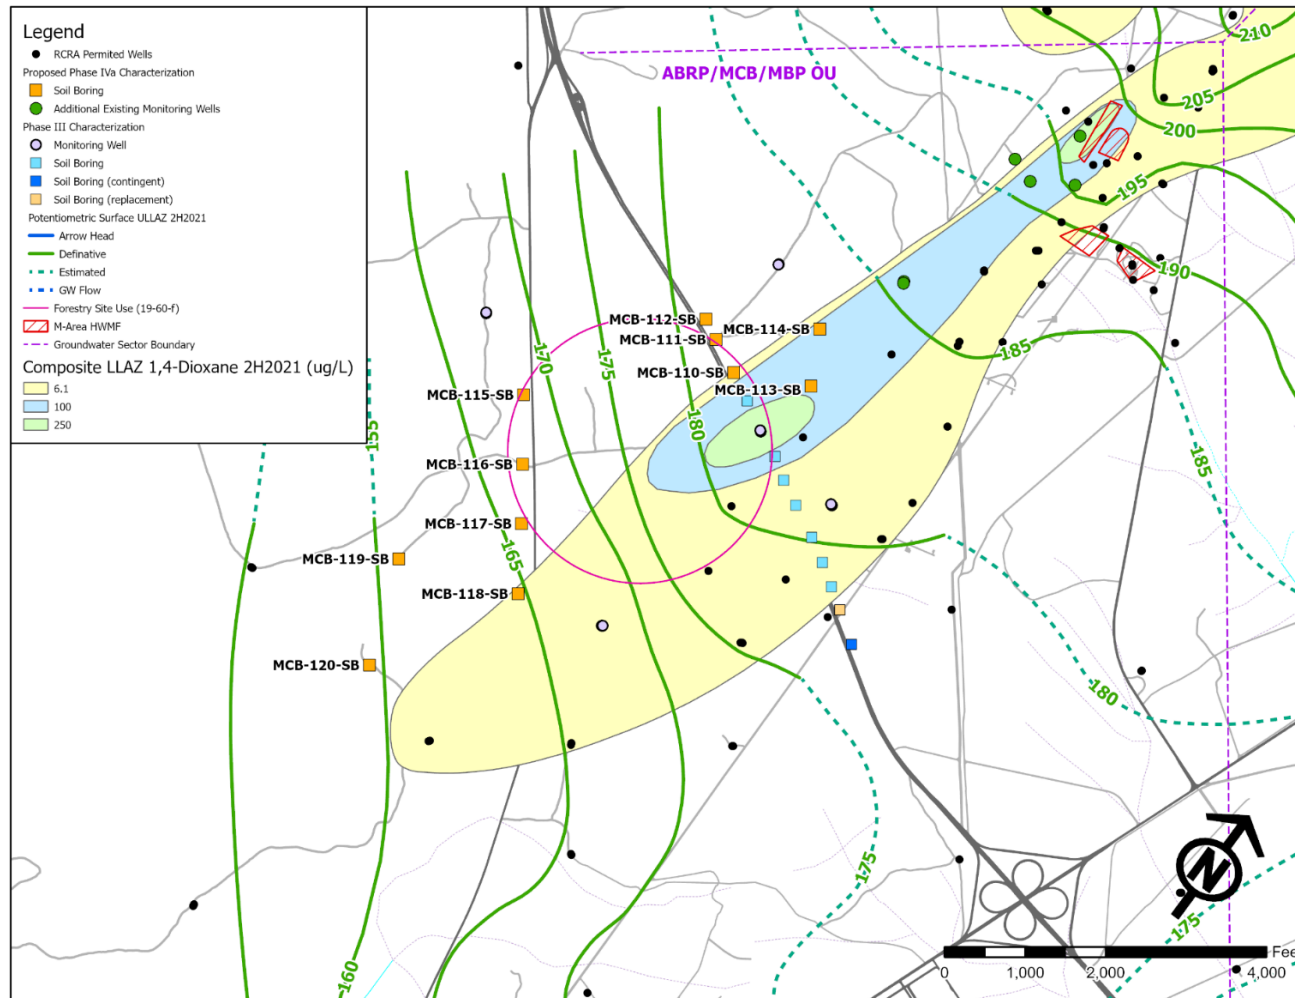 Legend
RCRA Permited Wells
Proposed Phase IVa Characterization
Soil Boring
Additional Existing Monitoring Wells
Phase III Characterization
Monitoring Well
Soil Boring
Soil Boring (contingent)
Soil Boring (replacement)
Potentiometric Surface ULLAZ 2H2021
Arrow Head
Definative
Estimated
GW Flow
Forestry Site Use (19-60-f)
M-Area HWMF
Groundwater Sector Boundary
Composite LLAZ 1,4-Dioxane 2H2021 (ug/L)
6.1
100
250
ABRP/MCB/MBP OU
210
205
200
195
190
185
MCB-112-SB
MCB-114-SB
MCB-111-SB
170
175
MCB-110-SB
MCB-113-SB
MCB-115-SB
180
155
MCB-116-SB
185
MCB-117-SB
165
MCB-119-SB
MCB-118-SB
MCB-120-SB
180
175
N
175
160
Fee
0 1,000 2,000 4,000